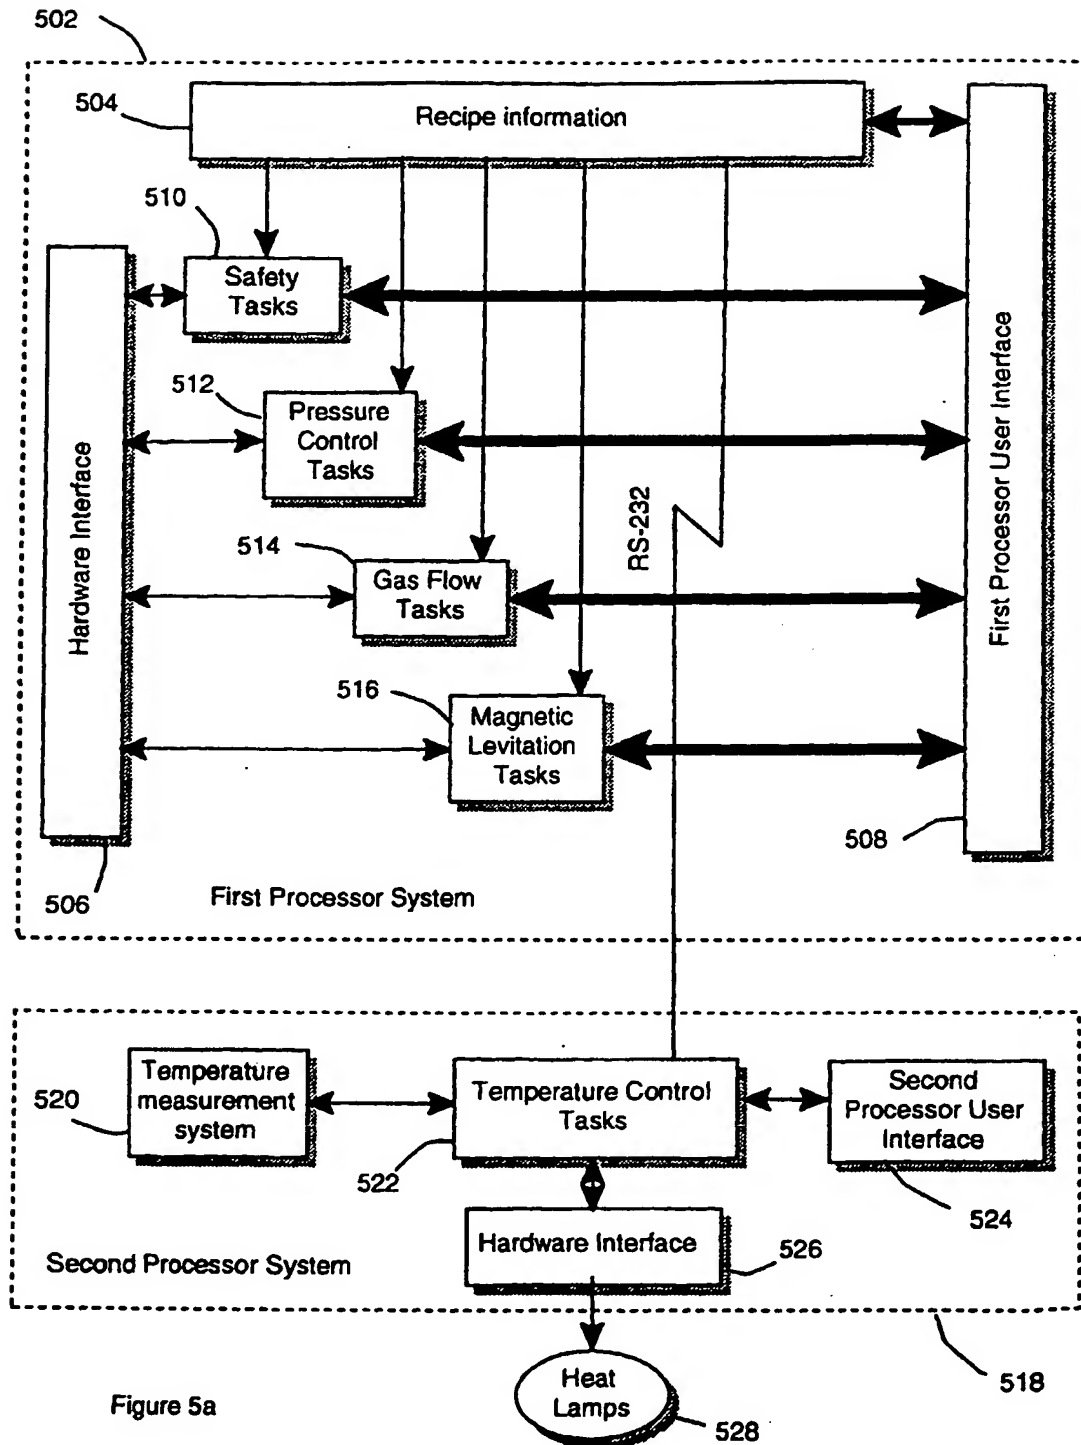 502
504
Recipe information
510
Safety
Tasks
512
Pressure
Control
Tasks
Hardware Interface
First Processor User Interface
RS-232
514
Gas Flow
Tasks
516
Magnetic
Levitation
Tasks
508
506
First Processor System
520
Temperature
measurement
system
Temperature Control
Tasks
Second
Processor User
Interface
522
524
Hardware Interface
526
Second Processor System
518
Heat
Lamps
528
Figure 5a